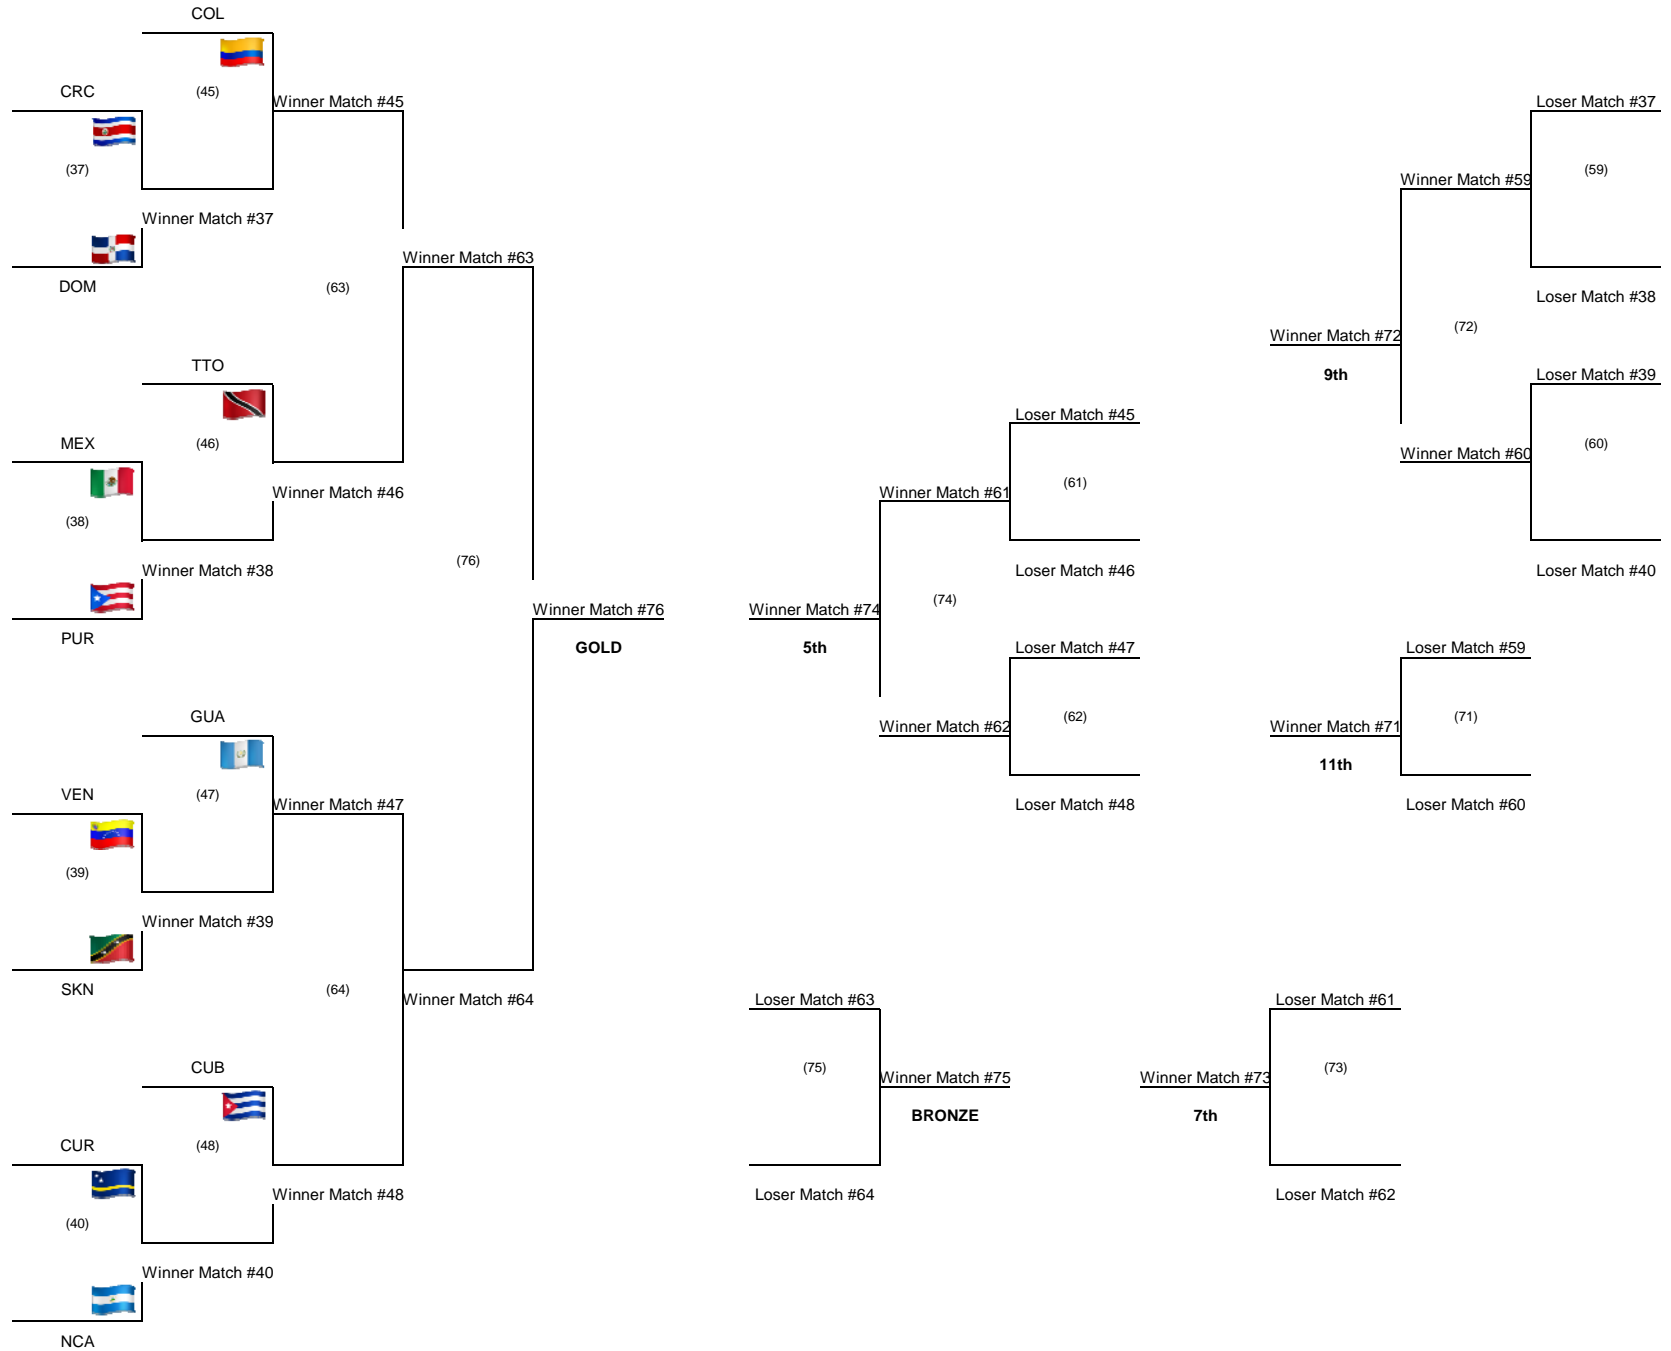 COL
CRC
(45)
Winner Match #45
(37)
Winner Match #37
DOM
Winner Match #63
(63)
TTO
MEX
(46)
Winner Match #46
(38)
Winner Match #38
PUR
(76)
Winner Match #76
GOLD
GUA
VEN
(47)
Winner Match #47
(39)
Winner Match #39
SKN
(64)
Winner Match #64
CUB
CUR
(48)
Winner Match #48
(40)
Winner Match #40
NCA
Loser Match #45
(61)
Winner Match #61
Loser Match #46
(74)
Winner Match #74
5th
Loser Match #47
(62)
Winner Match #62
Loser Match #48
Loser Match #63
(75)
Winner Match #75
BRONZE
Loser Match #64
Loser Match #37
(59)
Winner Match #59
Loser Match #38
(72)
Winner Match #72
9th
Loser Match #39
(60)
Winner Match #60
Loser Match #40
Loser Match #59
(71)
Winner Match #71
11th
Loser Match #60
Loser Match #61
(73)
Winner Match #73
7th
Loser Match #62